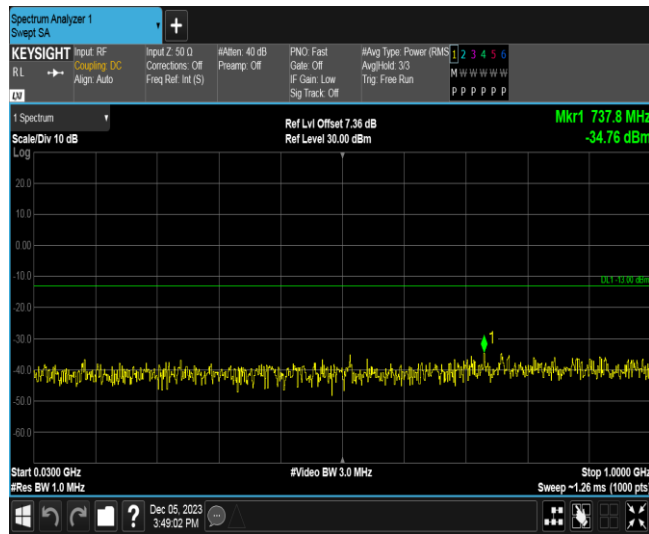 Spectrum Analyzer 1
Swept SA
+
KEYSIGHT
RL
LXI
Input: RF
Coupling: DC
Align: Auto
Input Z: 50 Ω
Corrections: Off
Freq Ref: Int (S)
#Atten: 40 dB
Preamp: Off
PNO: Fast
Gate: Off
IF Gain: Low
Sig Track: Off
#Avg Type: Power (RMS
Avg|Hold: 3/3
Trig: Free Run
1 2 3 4 5 6
M W W W W W
P P P P P P
1 Spectrum
Scale/Div 10 dB
Log
Ref Lvl Offset 7.36 dB
Ref Level 30.00 dBm
Mkr1 737.8 MHz
-34.76 dBm
20.0
10.0
0.00
-10.0
DL1 -13.00 dBm
-20.0
-30.0
1
-40.0
-50.0
-60.0
Start 0.0300 GHz
#Res BW 1.0 MHz
#Video BW 3.0 MHz
Stop 1.0000 GHz
Sweep ~1.26 ms (1000 pts)
?
Dec 05, 2023
3:49:02 PM